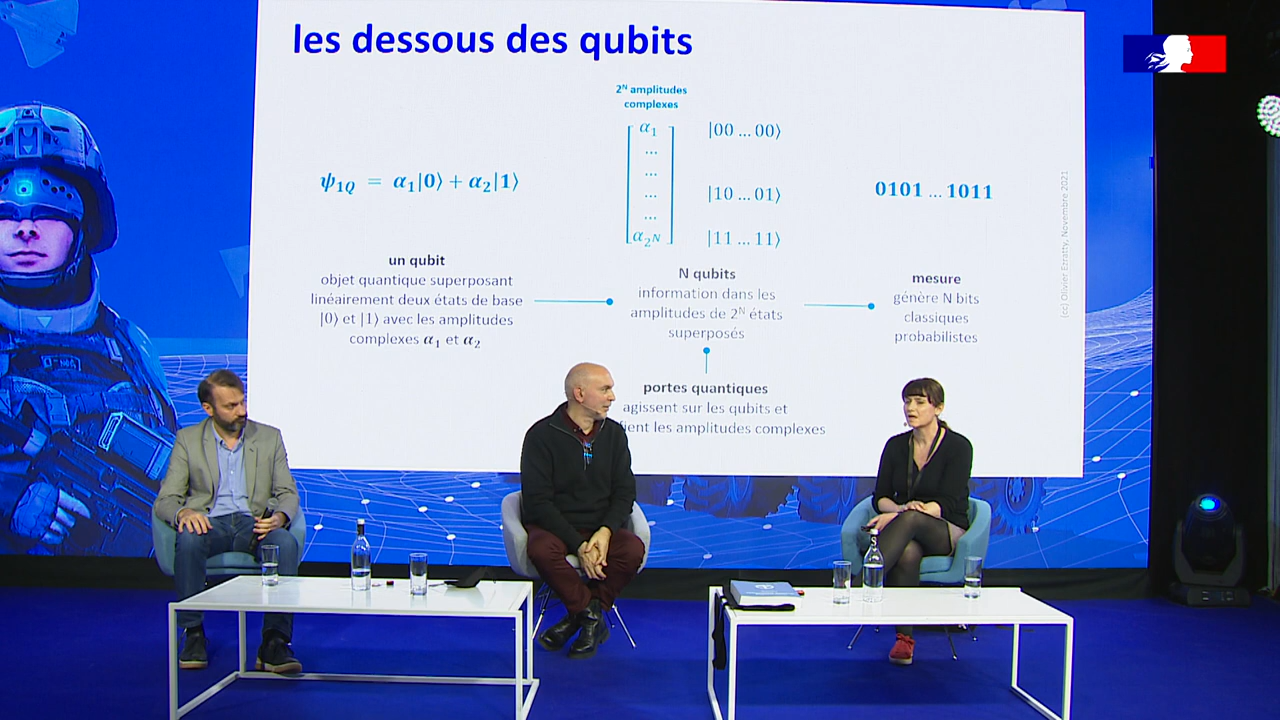 les dessous des qubits
2ᴺ amplitudes
complexes
α₁
...
...
...
...
α₂ᴺ
|00 ... 00⟩
|10 ... 01⟩
|11 ... 11⟩
ψ₁Q = α₁|0⟩ + α₂|1⟩
0101 ... 1011
un qubit
objet quantique superposant
linéairement deux états de base
|0⟩ et |1⟩ avec les amplitudes
complexes α₁ et α₂
N qubits
information dans les
amplitudes de 2ᴺ états
superposés
mesure
génère N bits
classiques
probabilistes
portes quantiques
agissent sur les qubits et
les amplitudes complexes
(cc) Olivier Ezratty, Novembre 2021